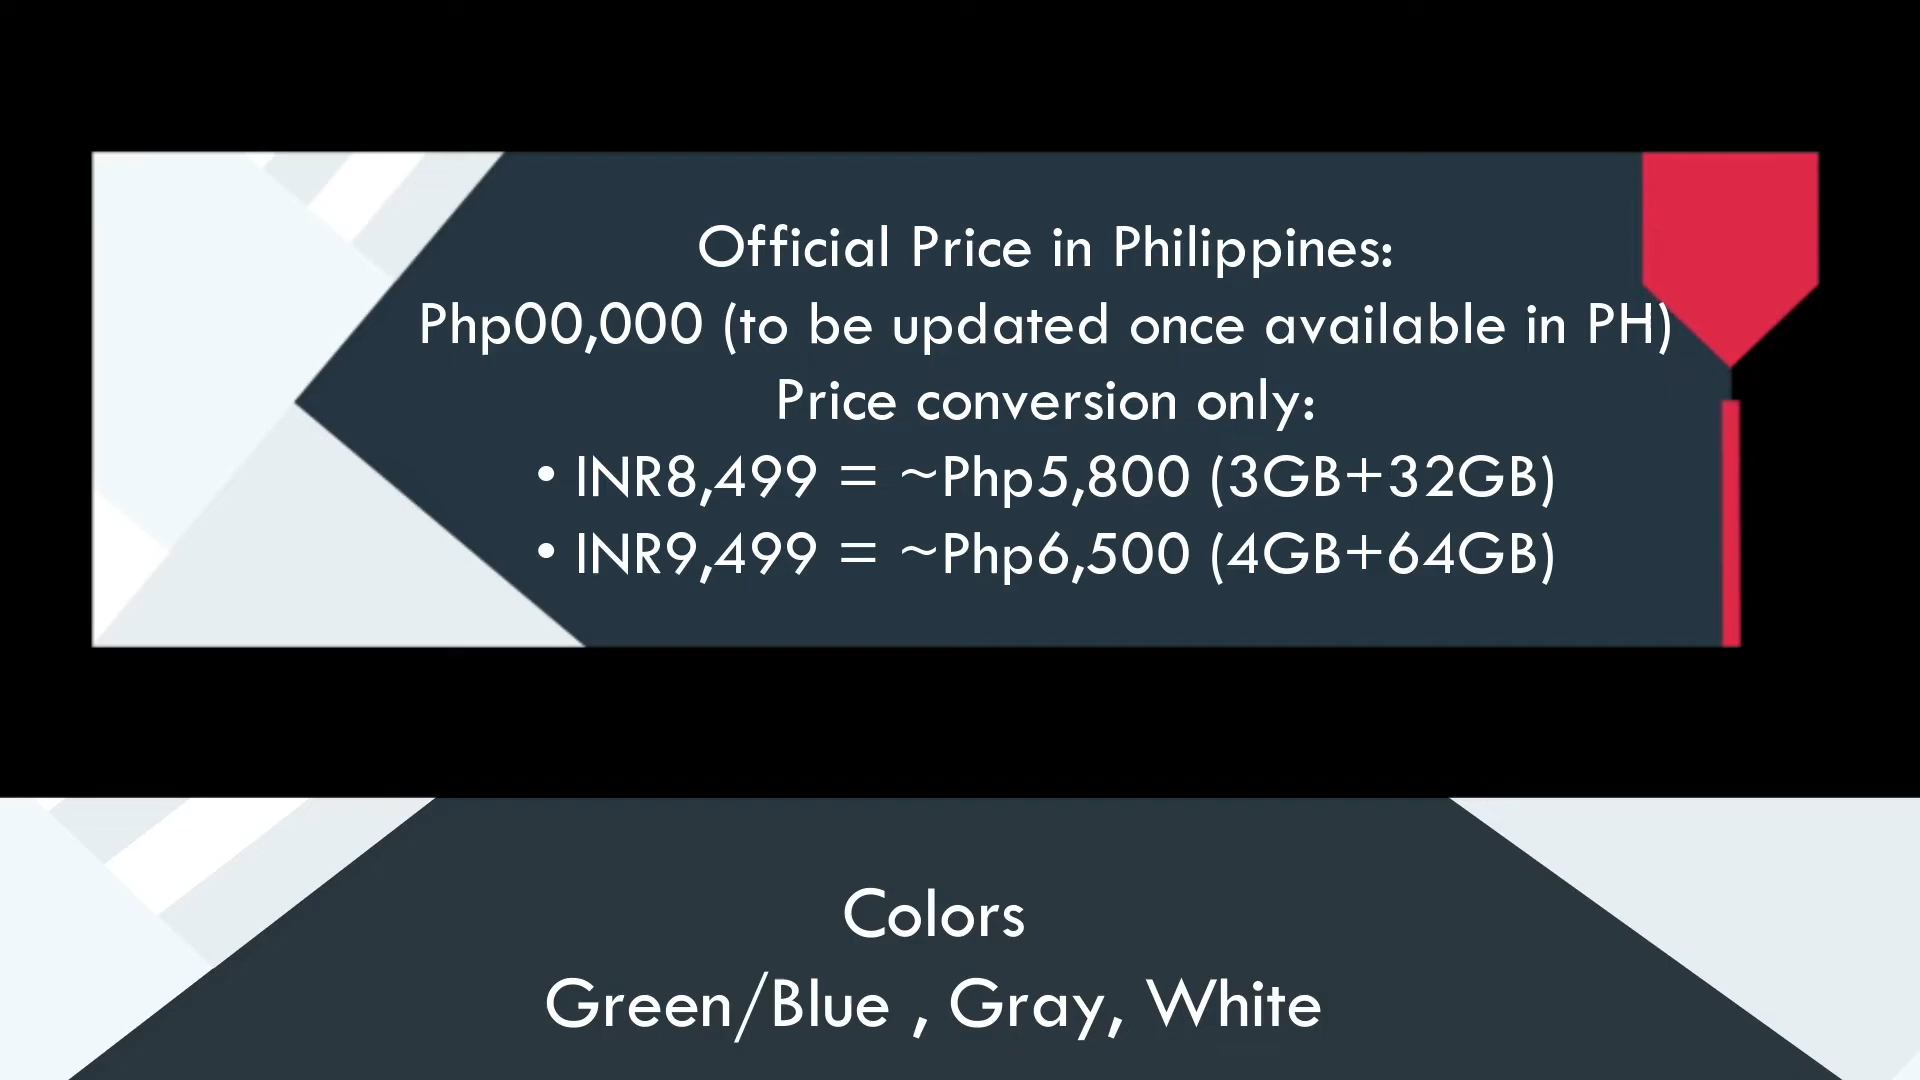 Official Price in Philippines:
Php00,000 (to be updated once available in PH)
Price conversion only:
• INR8,499 = ~Php5,800 (3GB+32GB)
• INR9,499 = ~Php6,500 (4GB+64GB)
Colors
Green/Blue , Gray, White